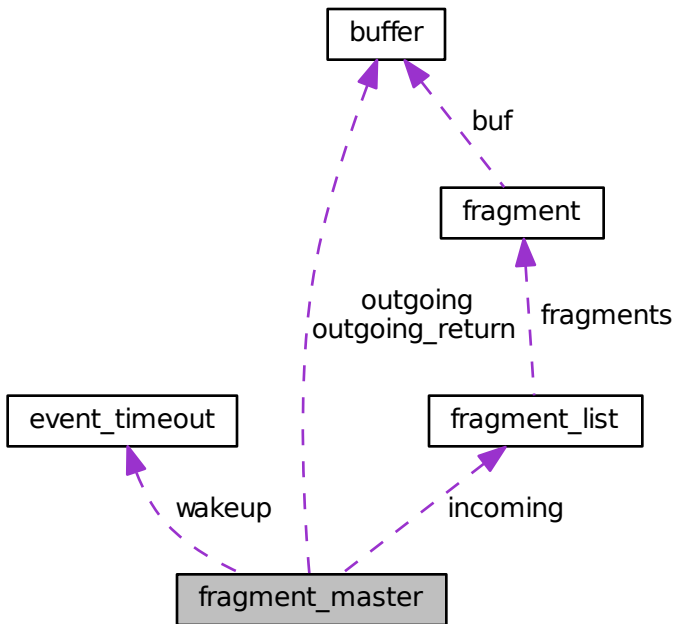 buffer
buf
fragment
outgoing
outgoing_return
fragments
event_timeout
fragment_list
wakeup
incoming
fragment_master